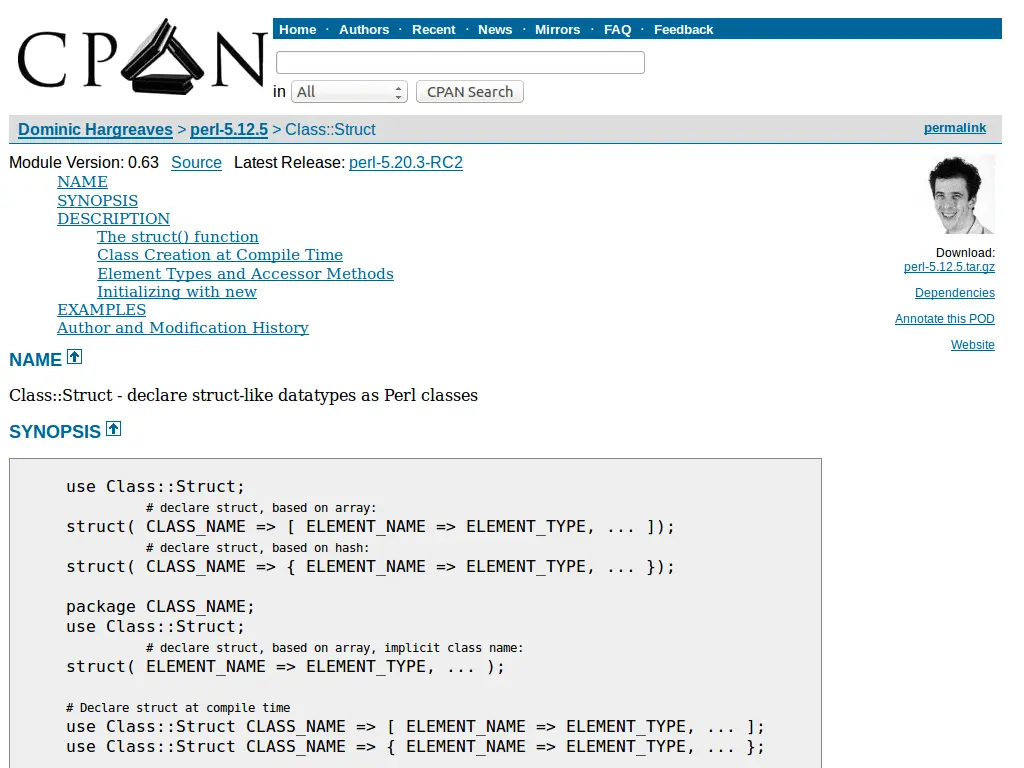 CPAN
Home · Authors · Recent · News · Mirrors · FAQ · Feedback
in All CPAN Search
Dominic Hargreaves > perl-5.12.5 > Class::Struct permalink
Module Version: 0.63 Source Latest Release: perl-5.20.3-RC2
NAME
SYNOPSIS
DESCRIPTION
The struct() function
Class Creation at Compile Time
Element Types and Accessor Methods
Initializing with new
EXAMPLES
Author and Modification History
Download:
perl-5.12.5.tar.gz
Dependencies
Annotate this POD
Website
NAME
Class::Struct - declare struct-like datatypes as Perl classes
SYNOPSIS
use Class::Struct;
# declare struct, based on array:
struct( CLASS_NAME => [ ELEMENT_NAME => ELEMENT_TYPE, ... ]);
# declare struct, based on hash:
struct( CLASS_NAME => { ELEMENT_NAME => ELEMENT_TYPE, ... });
package CLASS_NAME;
use Class::Struct;
# declare struct, based on array, implicit class name:
struct( ELEMENT_NAME => ELEMENT_TYPE, ... );
# Declare struct at compile time
use Class::Struct CLASS_NAME => [ ELEMENT_NAME => ELEMENT_TYPE, ... ];
use Class::Struct CLASS_NAME => { ELEMENT_NAME => ELEMENT_TYPE, ... };